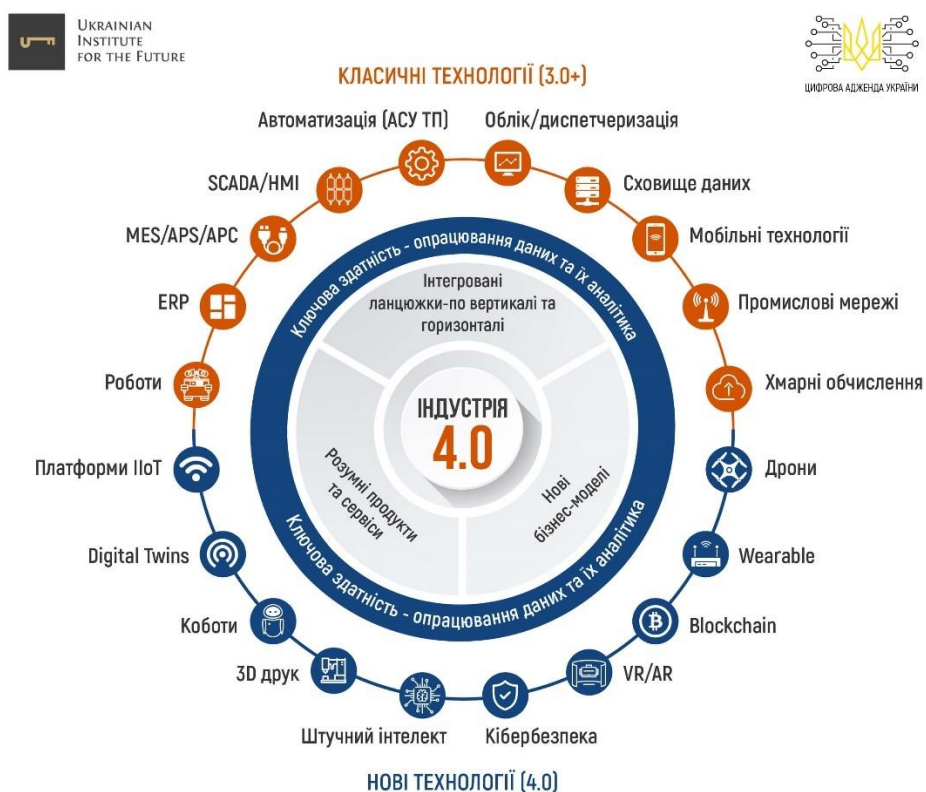 UKRAINIAN
INSTITUTE
FOR THE FUTURE
ЦИФРОВА АДЖЕНДА УКРАЇНИ
КЛАСИЧНІ ТЕХНОЛОГІЇ (3.0+)
Автоматизація (АСУ ТП)
Облік/диспетчеризація
SCADA/HMI
Сховище даних
MES/APS/APC
Мобільні технології
ERP
Промислові мережі
Роботи
Хмарні обчислення
Ключова здатність - опрацювання даних та їх аналітика
Інтегровані
ланцюжки-по вертикалі та
горизонталі
ІНДУСТРІЯ
4.0
Розумні продукти
та сервіси
Нові
бізнес-моделі
Ключова здатність - опрацювання даних та їх аналітика
Платформи IIoT
Дрони
Digital Twins
Wearable
Коботи
Blockchain
3D друк
VR/AR
Штучний інтелект
Кібербезпека
НОВІ ТЕХНОЛОГІЇ (4.0)